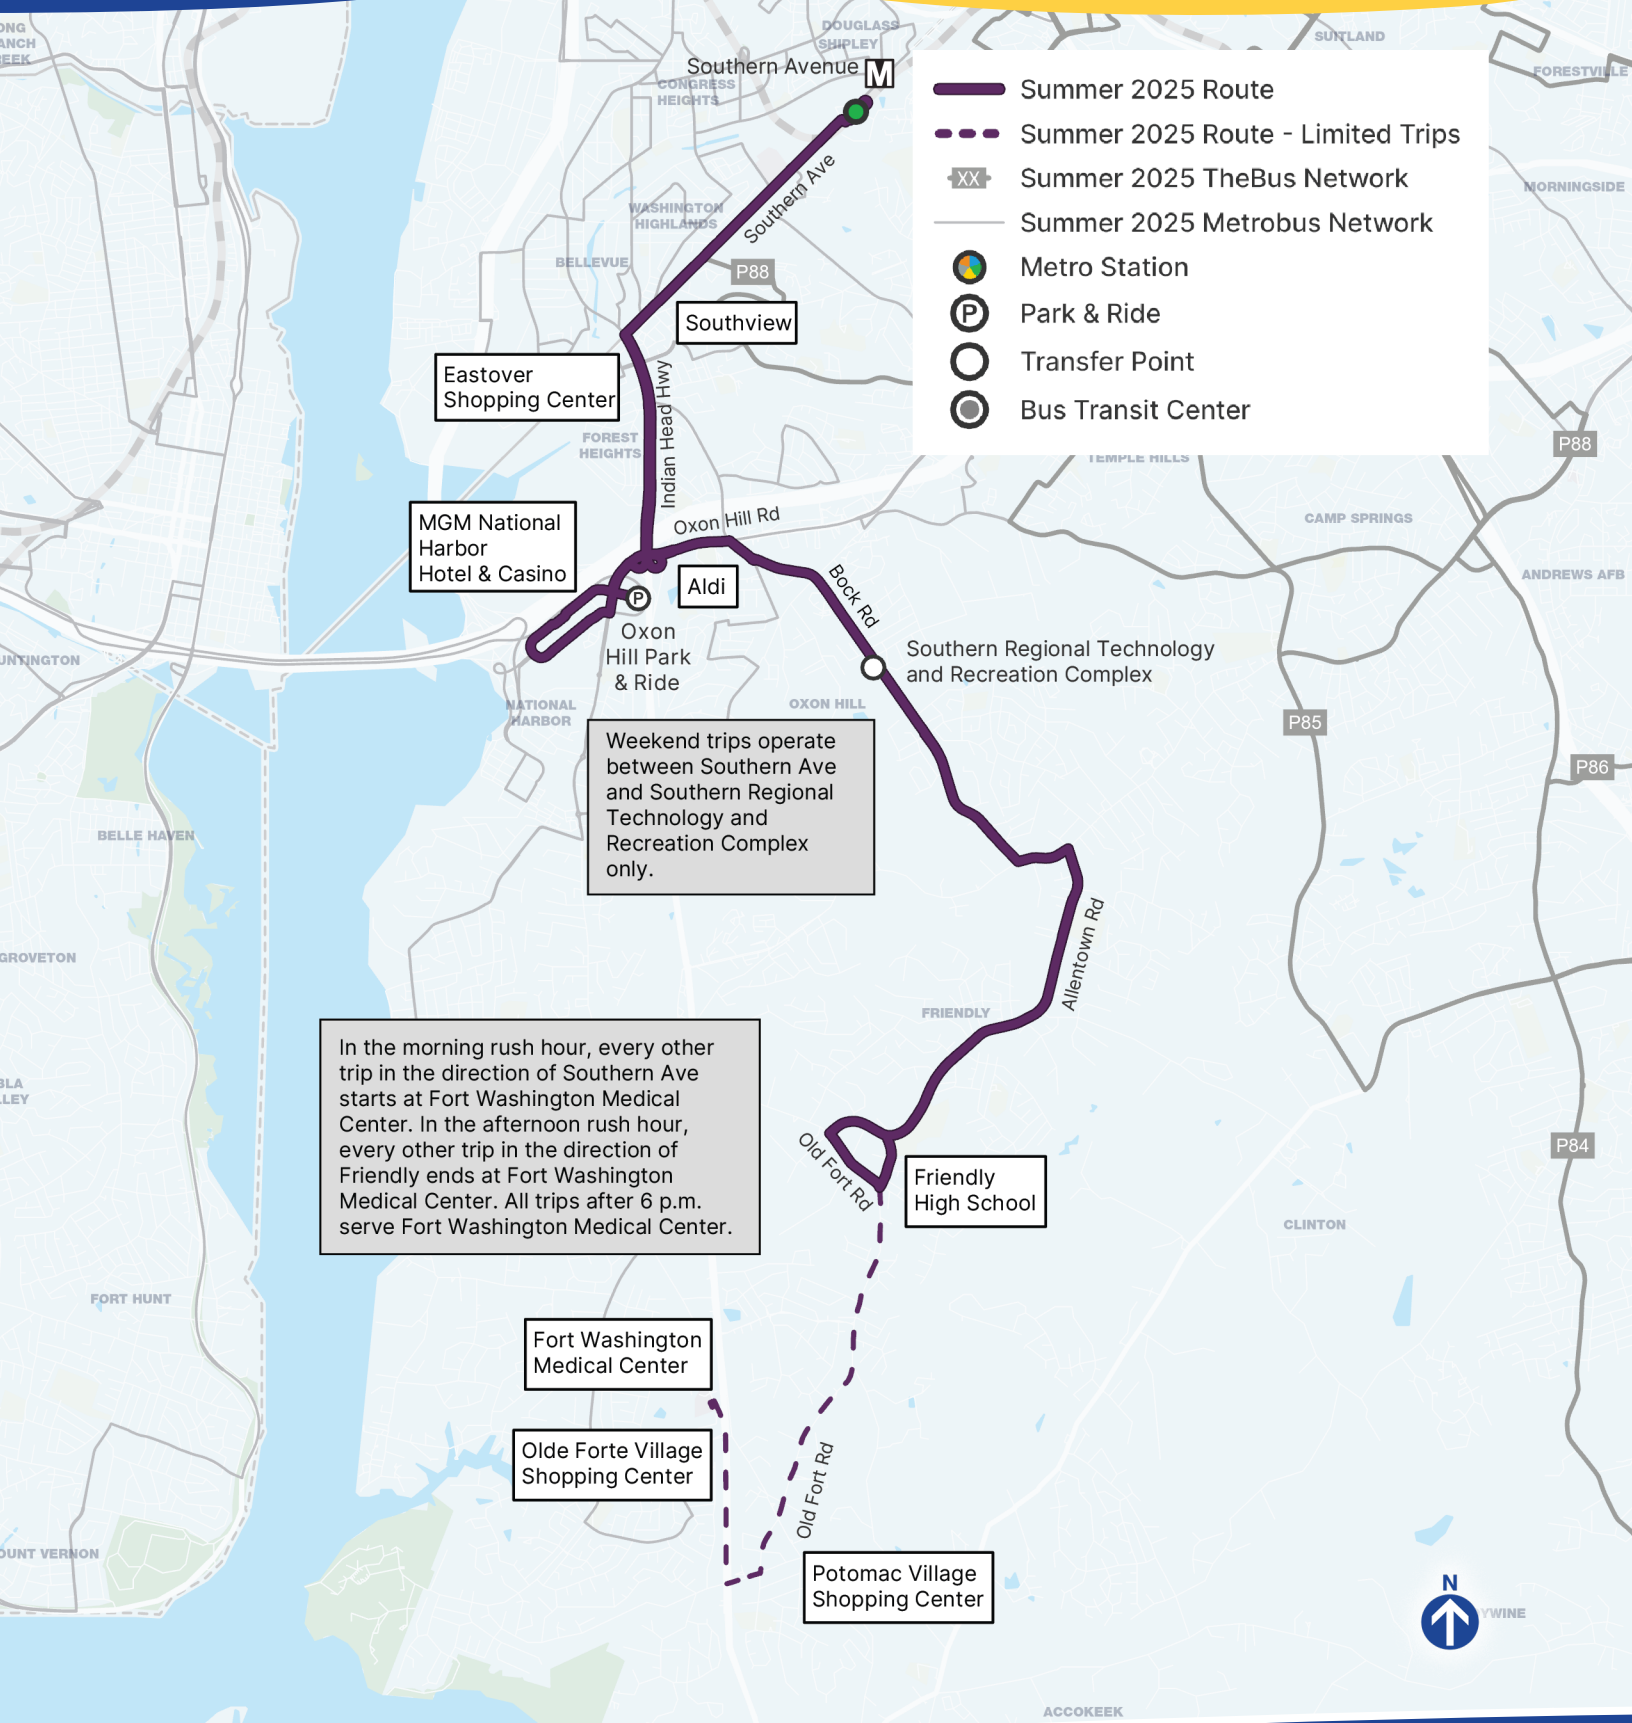 DOUGLASS
SHIPLEY
Southern Avenue
M
CONGRESS
HEIGHTS
SUITLAND
FORESTVILLE
MORNINGSIDE
Summer 2025 Route
Summer 2025 Route - Limited Trips
XX
Summer 2025 TheBus Network
Summer 2025 Metrobus Network
Metro Station
P
Park & Ride
Transfer Point
Bus Transit Center
Southern Ave
WASHINGTON
HIGHLANDS
BELLEVUE
P88
Southview
Eastover
Shopping Center
Indian Head Hwy
FOREST
HEIGHTS
P88
TEMPLE HILLS
CAMP SPRINGS
ANDREWS AFB
MGM National
Harbor
Hotel & Casino
Oxon Hill Rd
Aldi
Bock Rd
P
Oxon
Hill Park
& Ride
Southern Regional Technology
and Recreation Complex
UNTINGTON
NATIONAL
HARBOR
OXON HILL
P85
P86
Weekend trips operate
between Southern Ave
and Southern Regional
Technology and
Recreation Complex
only.
BELLE HAVEN
GROVETON
Allentown Rd
FRIENDLY
In the morning rush hour, every other
trip in the direction of Southern Ave
starts at Fort Washington Medical
Center. In the afternoon rush hour,
every other trip in the direction of
Friendly ends at Fort Washington
Medical Center. All trips after 6 p.m.
serve Fort Washington Medical Center.
BLA
LLEY
Old Fort Rd
Friendly
High School
P84
CLINTON
FORT HUNT
Fort Washington
Medical Center
Olde Forte Village
Shopping Center
Old Fort Rd
OUNT VERNON
Potomac Village
Shopping Center
N
YWINE
ACCOKEEK